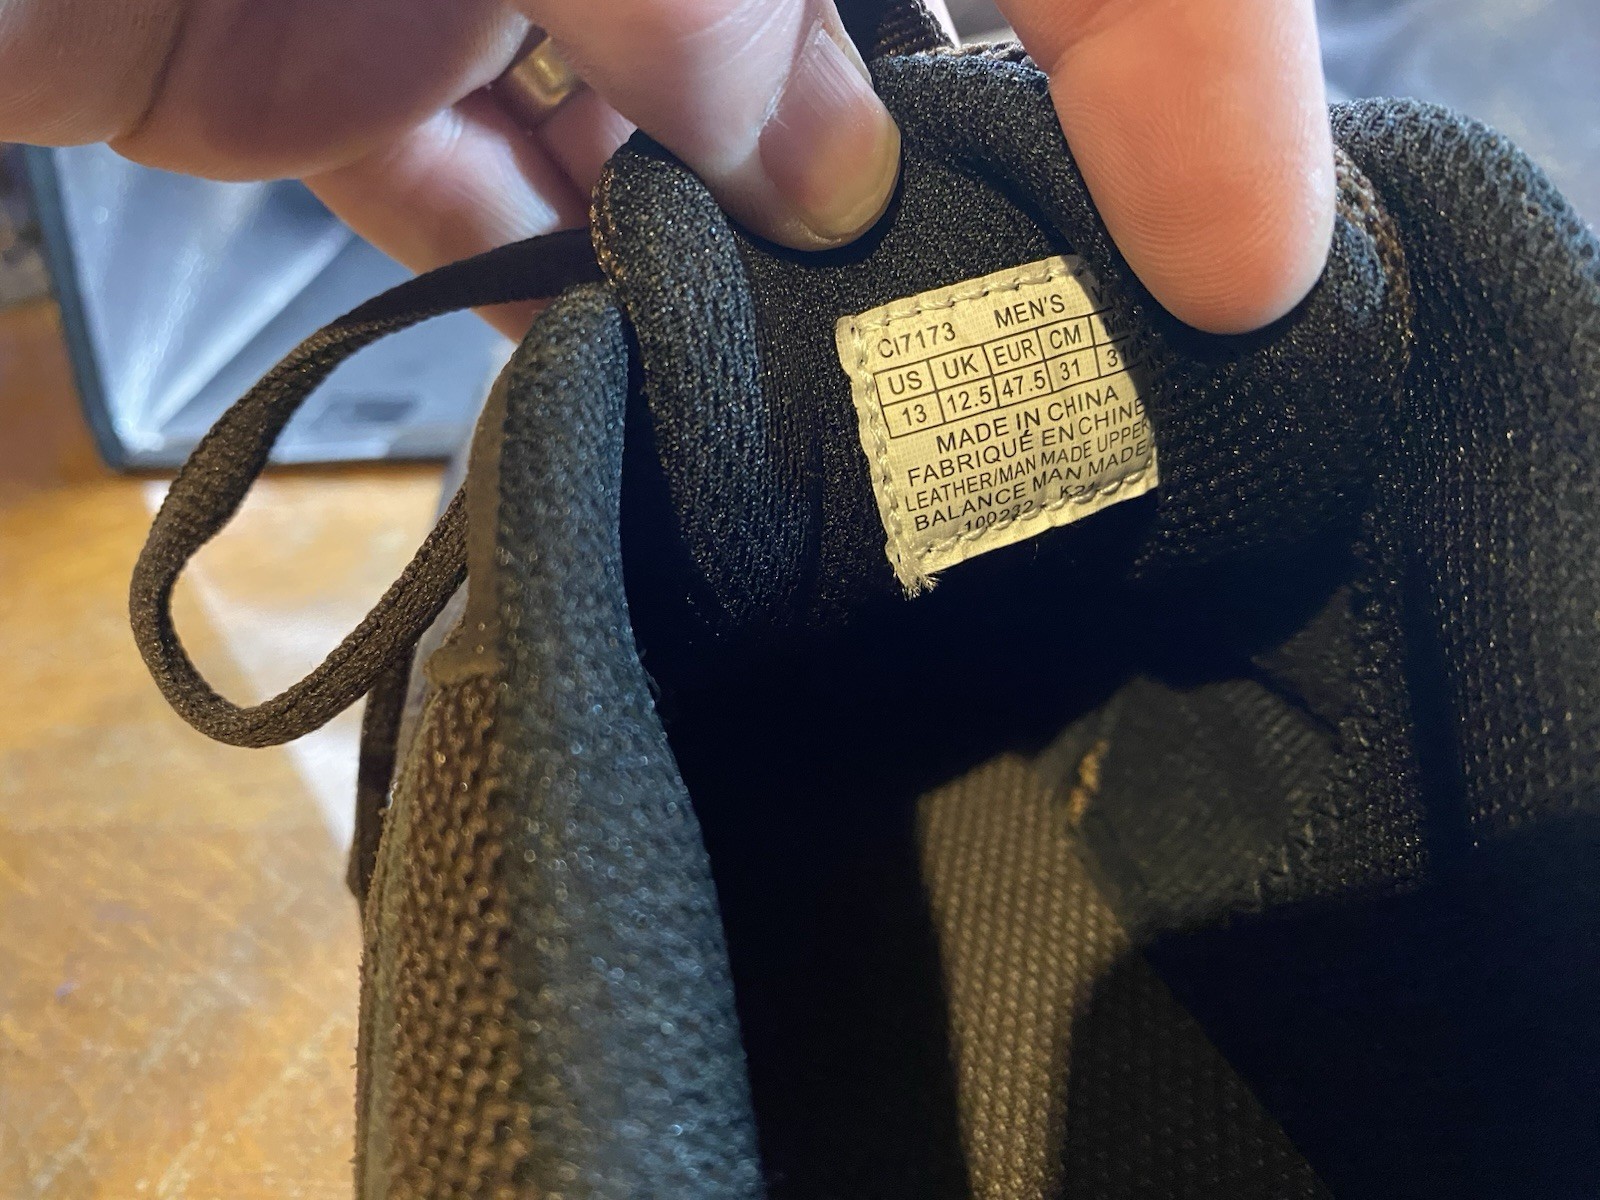 CI7173 MEN'S
US UK EUR CM
13 12.5 47.5 31
MADE IN CHINA
FABRIQUÉ EN CHINE
LEATHER/MAN MADE UPPER
BALANCE MAN MADE
100232